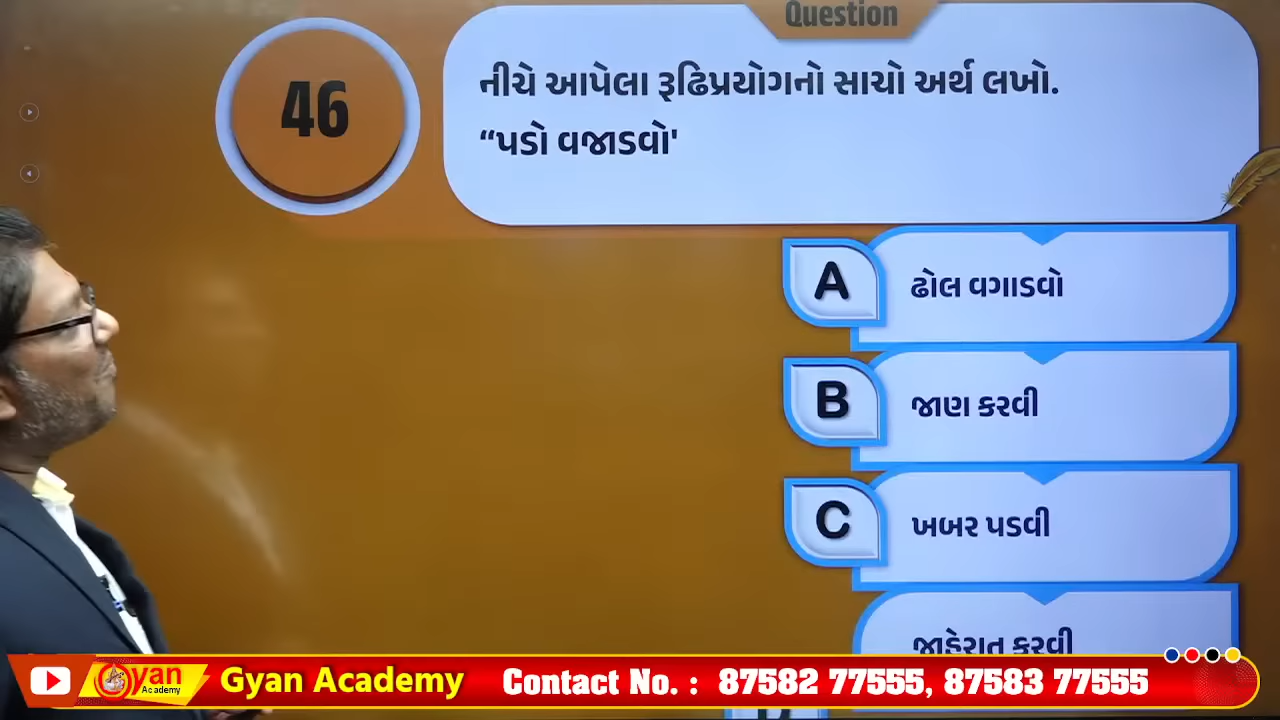 Question
46
નીચે આપેલા રૂઢિપ્રયોગનો સાચો અર્થ લખો.
“પડો વજાડવો'
A
ઢોલ વગાડવો
B
જાણ કરવી
C
ખબર પડવી
જાહેરાત કરવી
Gyan
Academy
Gyan Academy
Contact No. : 87582 77555, 87583 77555